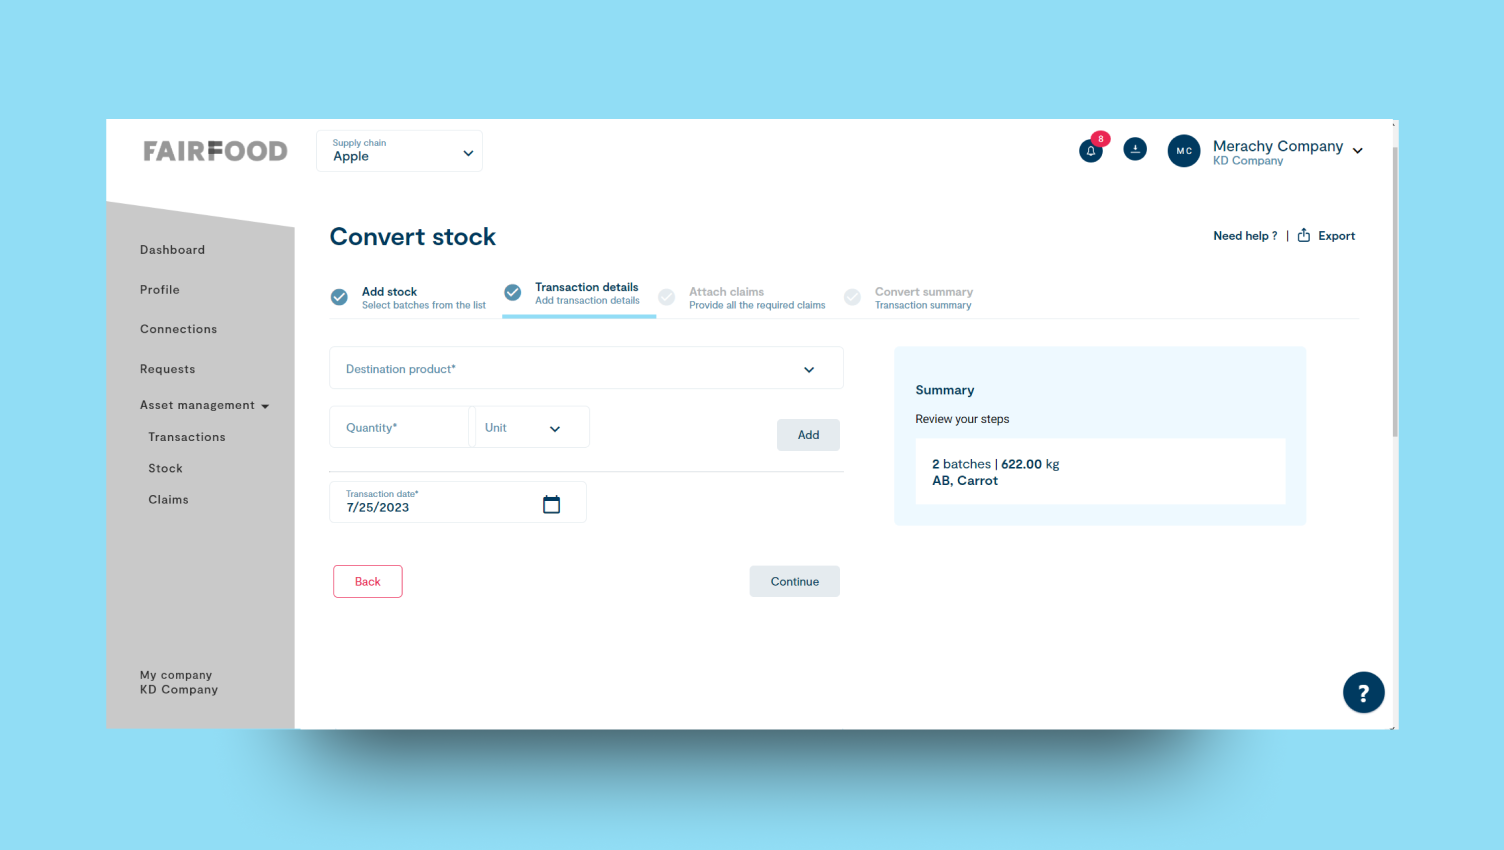 FAIRFOOD
Supply chain
Apple
8
MC
Merachy Company
KD Company
Dashboard
Profile
Connections
Requests
Asset management
Transactions
Stock
Claims
My company
KD Company
Convert stock
Need help ? | Export
Add stock
Select batches from the list
Transaction details
Add transaction details
Attach claims
Provide all the required claims
Convert summary
Transaction summary
Destination product*
Quantity*
Unit
Add
Transaction date*
7/25/2023
Back
Continue
Summary
Review your steps
2 batches | 622.00 kg
AB, Carrot
?